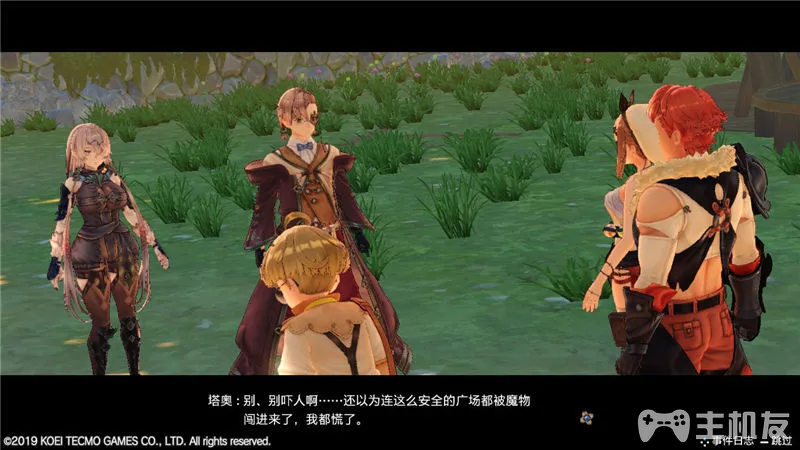 塔奥：别、别吓人啊……还以为连这么安全的广场都被魔物
闯进来了，我都慌了。
主机友
©2019 KOEI TECMO GAMES CO., LTD. All rights reserved.
事件日志 跳过